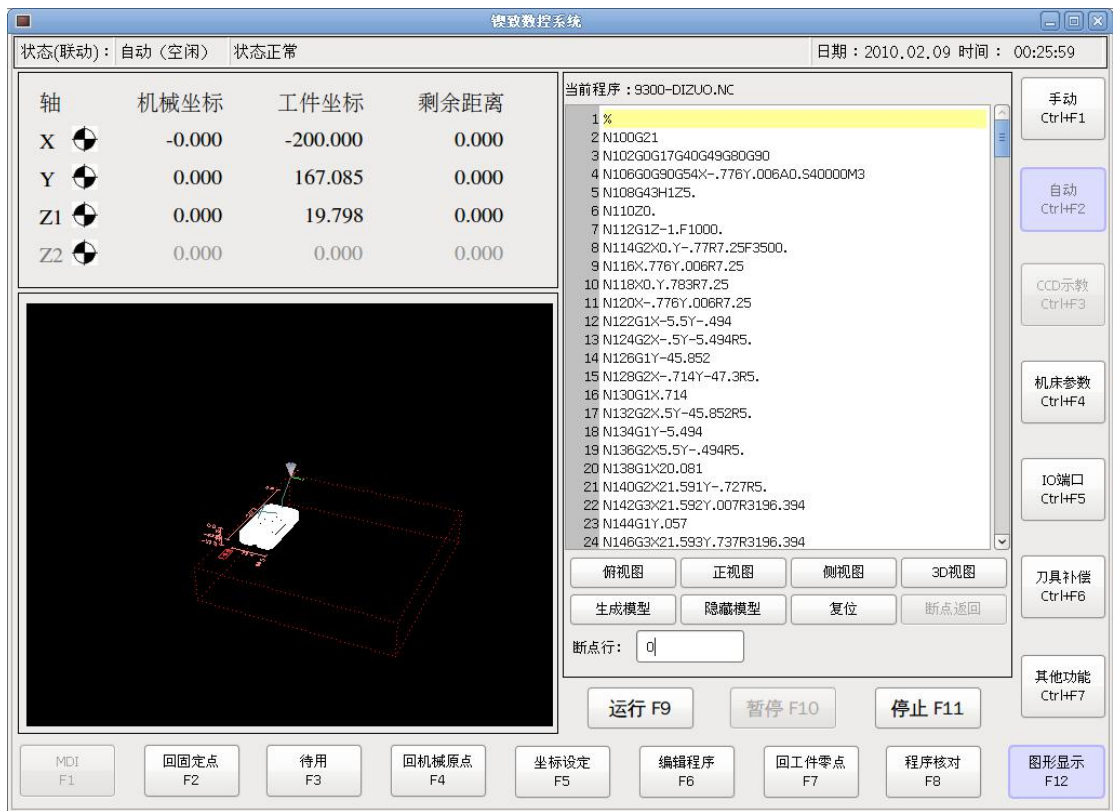 锲致数控系统
状态(联动)： 自动（空闲） 状态正常 日期：2010.02.09 时间： 00:25:59
轴 机械坐标 工件坐标 剩余距离
X -0.000 -200.000 0.000
Y 0.000 167.085 0.000
Z1 0.000 19.798 0.000
Z2 0.000 0.000 0.000
当前程序：9300-DIZUO.NC
1 %
2 N100G21
3 N102G0G17G40G49G80G90
4 N106G0G90G54X-.776Y.006A0.S40000M3
5 N108G43H1Z5.
6 N110Z0.
7 N112G1Z-1.F1000.
8 N114G2X0.Y-.77R7.25F3500.
9 N116X.776Y.006R7.25
10 N118X0.Y.783R7.25
11 N120X-.776Y.006R7.25
12 N122G1X-5.5Y-.494
13 N124G2X-.5Y-5.494R5.
14 N126G1Y-45.852
15 N128G2X-.714Y-47.3R5.
16 N130G1X.714
17 N132G2X.5Y-45.852R5.
18 N134G1Y-5.494
19 N136G2X5.5Y-.494R5.
20 N138G1X20.081
21 N140G2X21.591Y-.727R5.
22 N142G3X21.592Y.007R3196.394
23 N144G1Y.057
24 N146G3X21.593Y.737R3196.394
俯视图 正视图 侧视图 3D视图
生成模型 隐藏模型 复位 断点返回
断点行： 0
运行 F9 暂停 F10 停止 F11
手动
Ctrl+F1
自动
Ctrl+F2
CCD示教
Ctrl+F3
机床参数
Ctrl+F4
IO端口
Ctrl+F5
刀具补偿
Ctrl+F6
其他功能
Ctrl+F7
MDI
F1
回固定点
F2
待用
F3
回机械原点
F4
坐标设定
F5
编辑程序
F6
回工件零点
F7
程序核对
F8
图形显示
F12